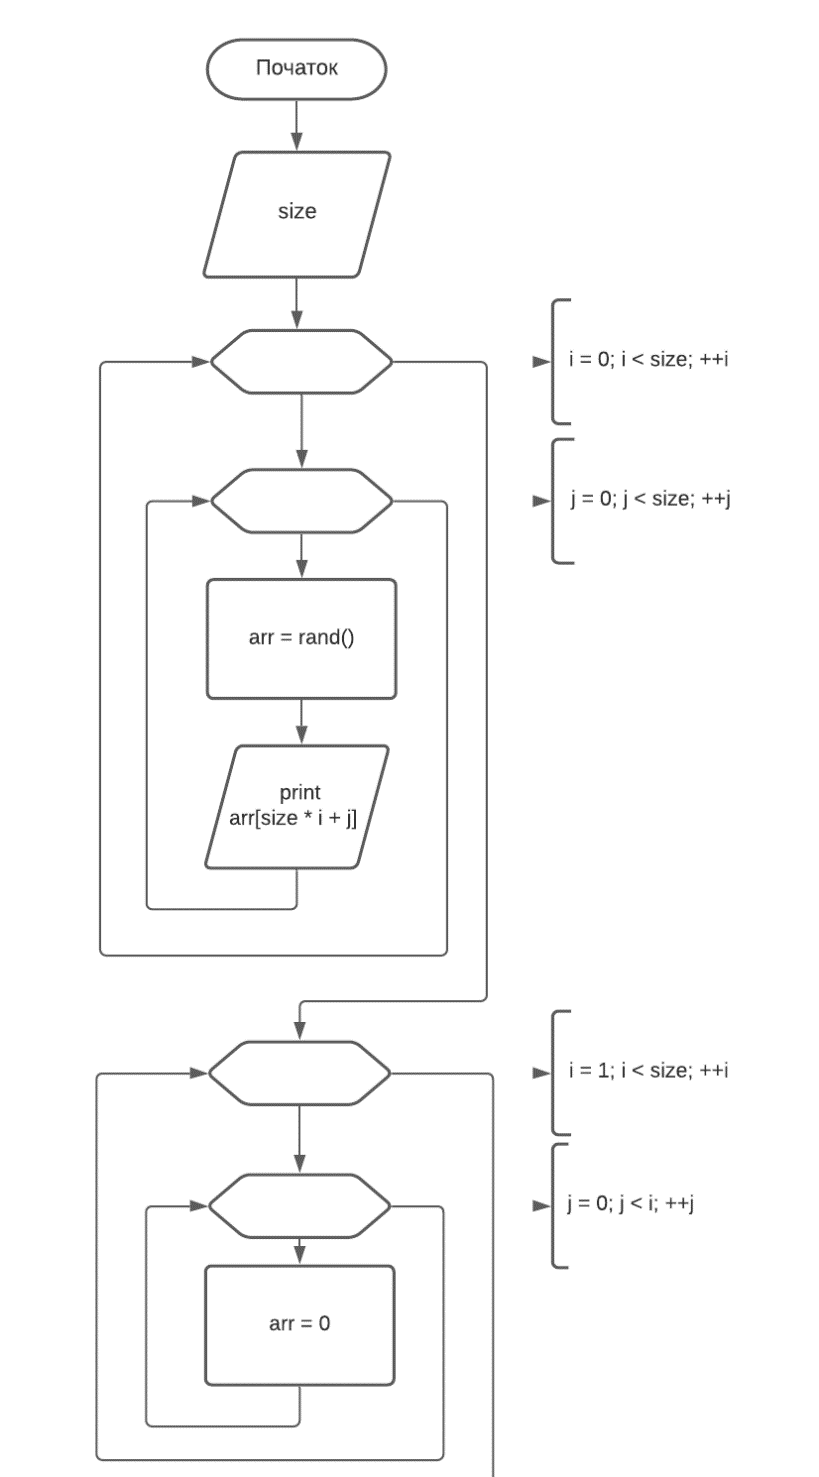 Початок
size
i = 0; i < size; ++i
j = 0; j < size; ++j
arr = rand()
print
arr[size * i + j]
i = 1; i < size; ++i
j = 0; j < i; ++j
arr = 0